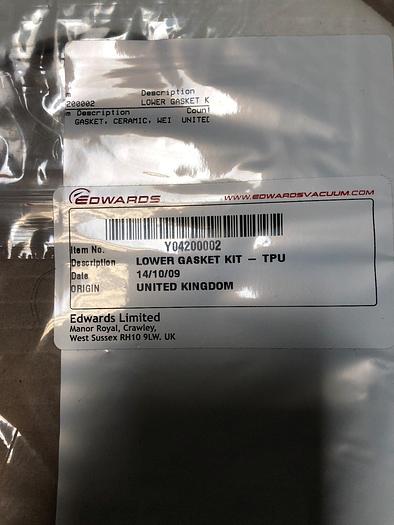 m Description
200002 LOWER GASKET K
m Description Count
GASKET, CERAMIC, WEI UNITED
EDWARDS WWW.EDWARDSVACUUM.COM
Item No. Y04200002
Description LOWER GASKET KIT – TPU
Date 14/10/09
ORIGIN UNITED KINGDOM
Edwards Limited
Manor Royal, Crawley,
West Sussex RH10 9LW. UK